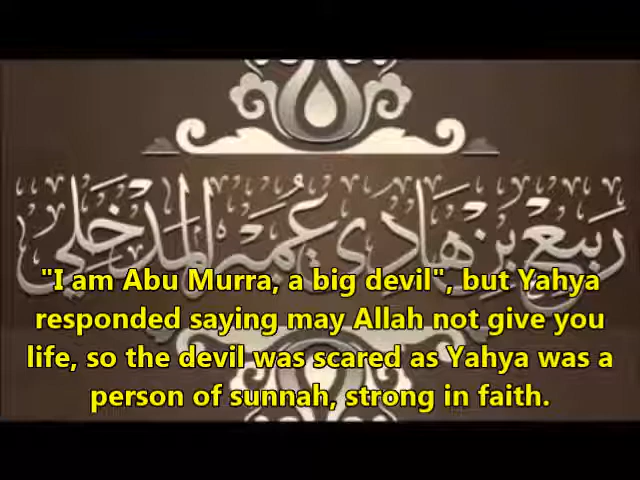 ربيع بن هادي عمير المدخلي
"I am Abu Murra, a big devil", but Yahya
responded saying may Allah not give you
life, so the devil was scared as Yahya was a
person of sunnah, strong in faith.